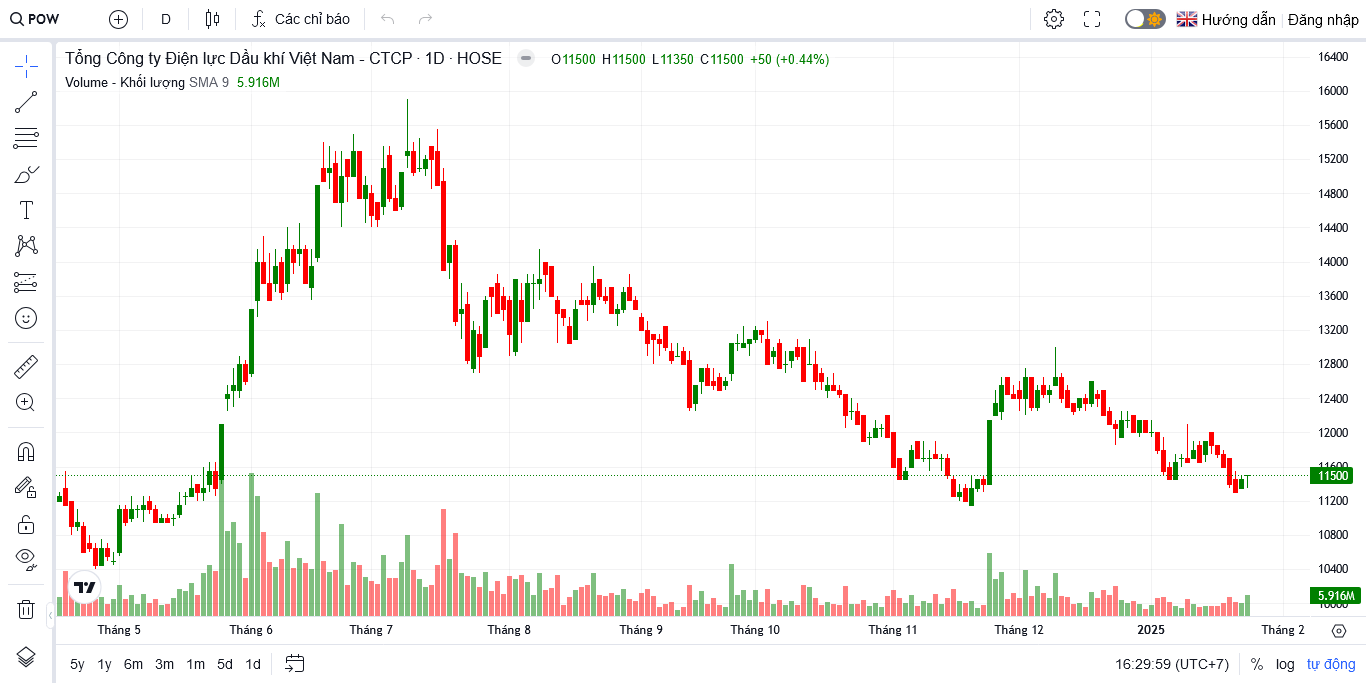 POW
D
Các chỉ báo
Hướng dẫn
Đăng nhập
Tổng Công ty Điện lực Dầu khí Việt Nam - CTCP · 1D · HOSE
O11500 H11500 L11350 C11500 +50 (+0.44%)
Volume - Khối lượng SMA 9 5.916M
16400
16000
15600
15200
14800
14400
14000
13600
13200
12800
12400
12000
11600
11500
11200
10800
10400
5.916M
10000
Tháng 5
Tháng 6
Tháng 7
Tháng 8
Tháng 9
Tháng 10
Tháng 11
Tháng 12
2025
Tháng 2
5y 1y 6m 3m 1m 5d 1d
16:29:59 (UTC+7)
% log tự động